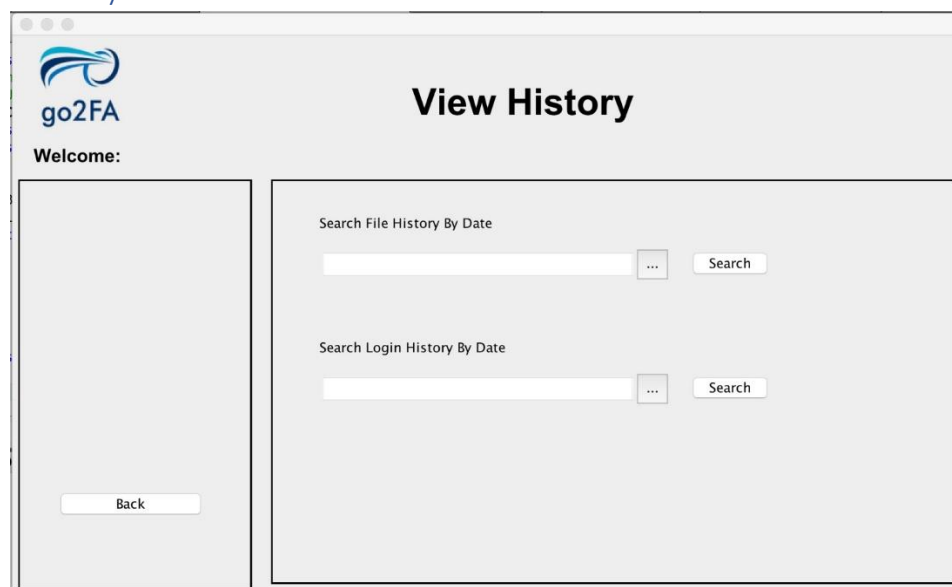 go2FA
View History
Welcome:
Search File History By Date
... Search
Search Login History By Date
... Search
Back